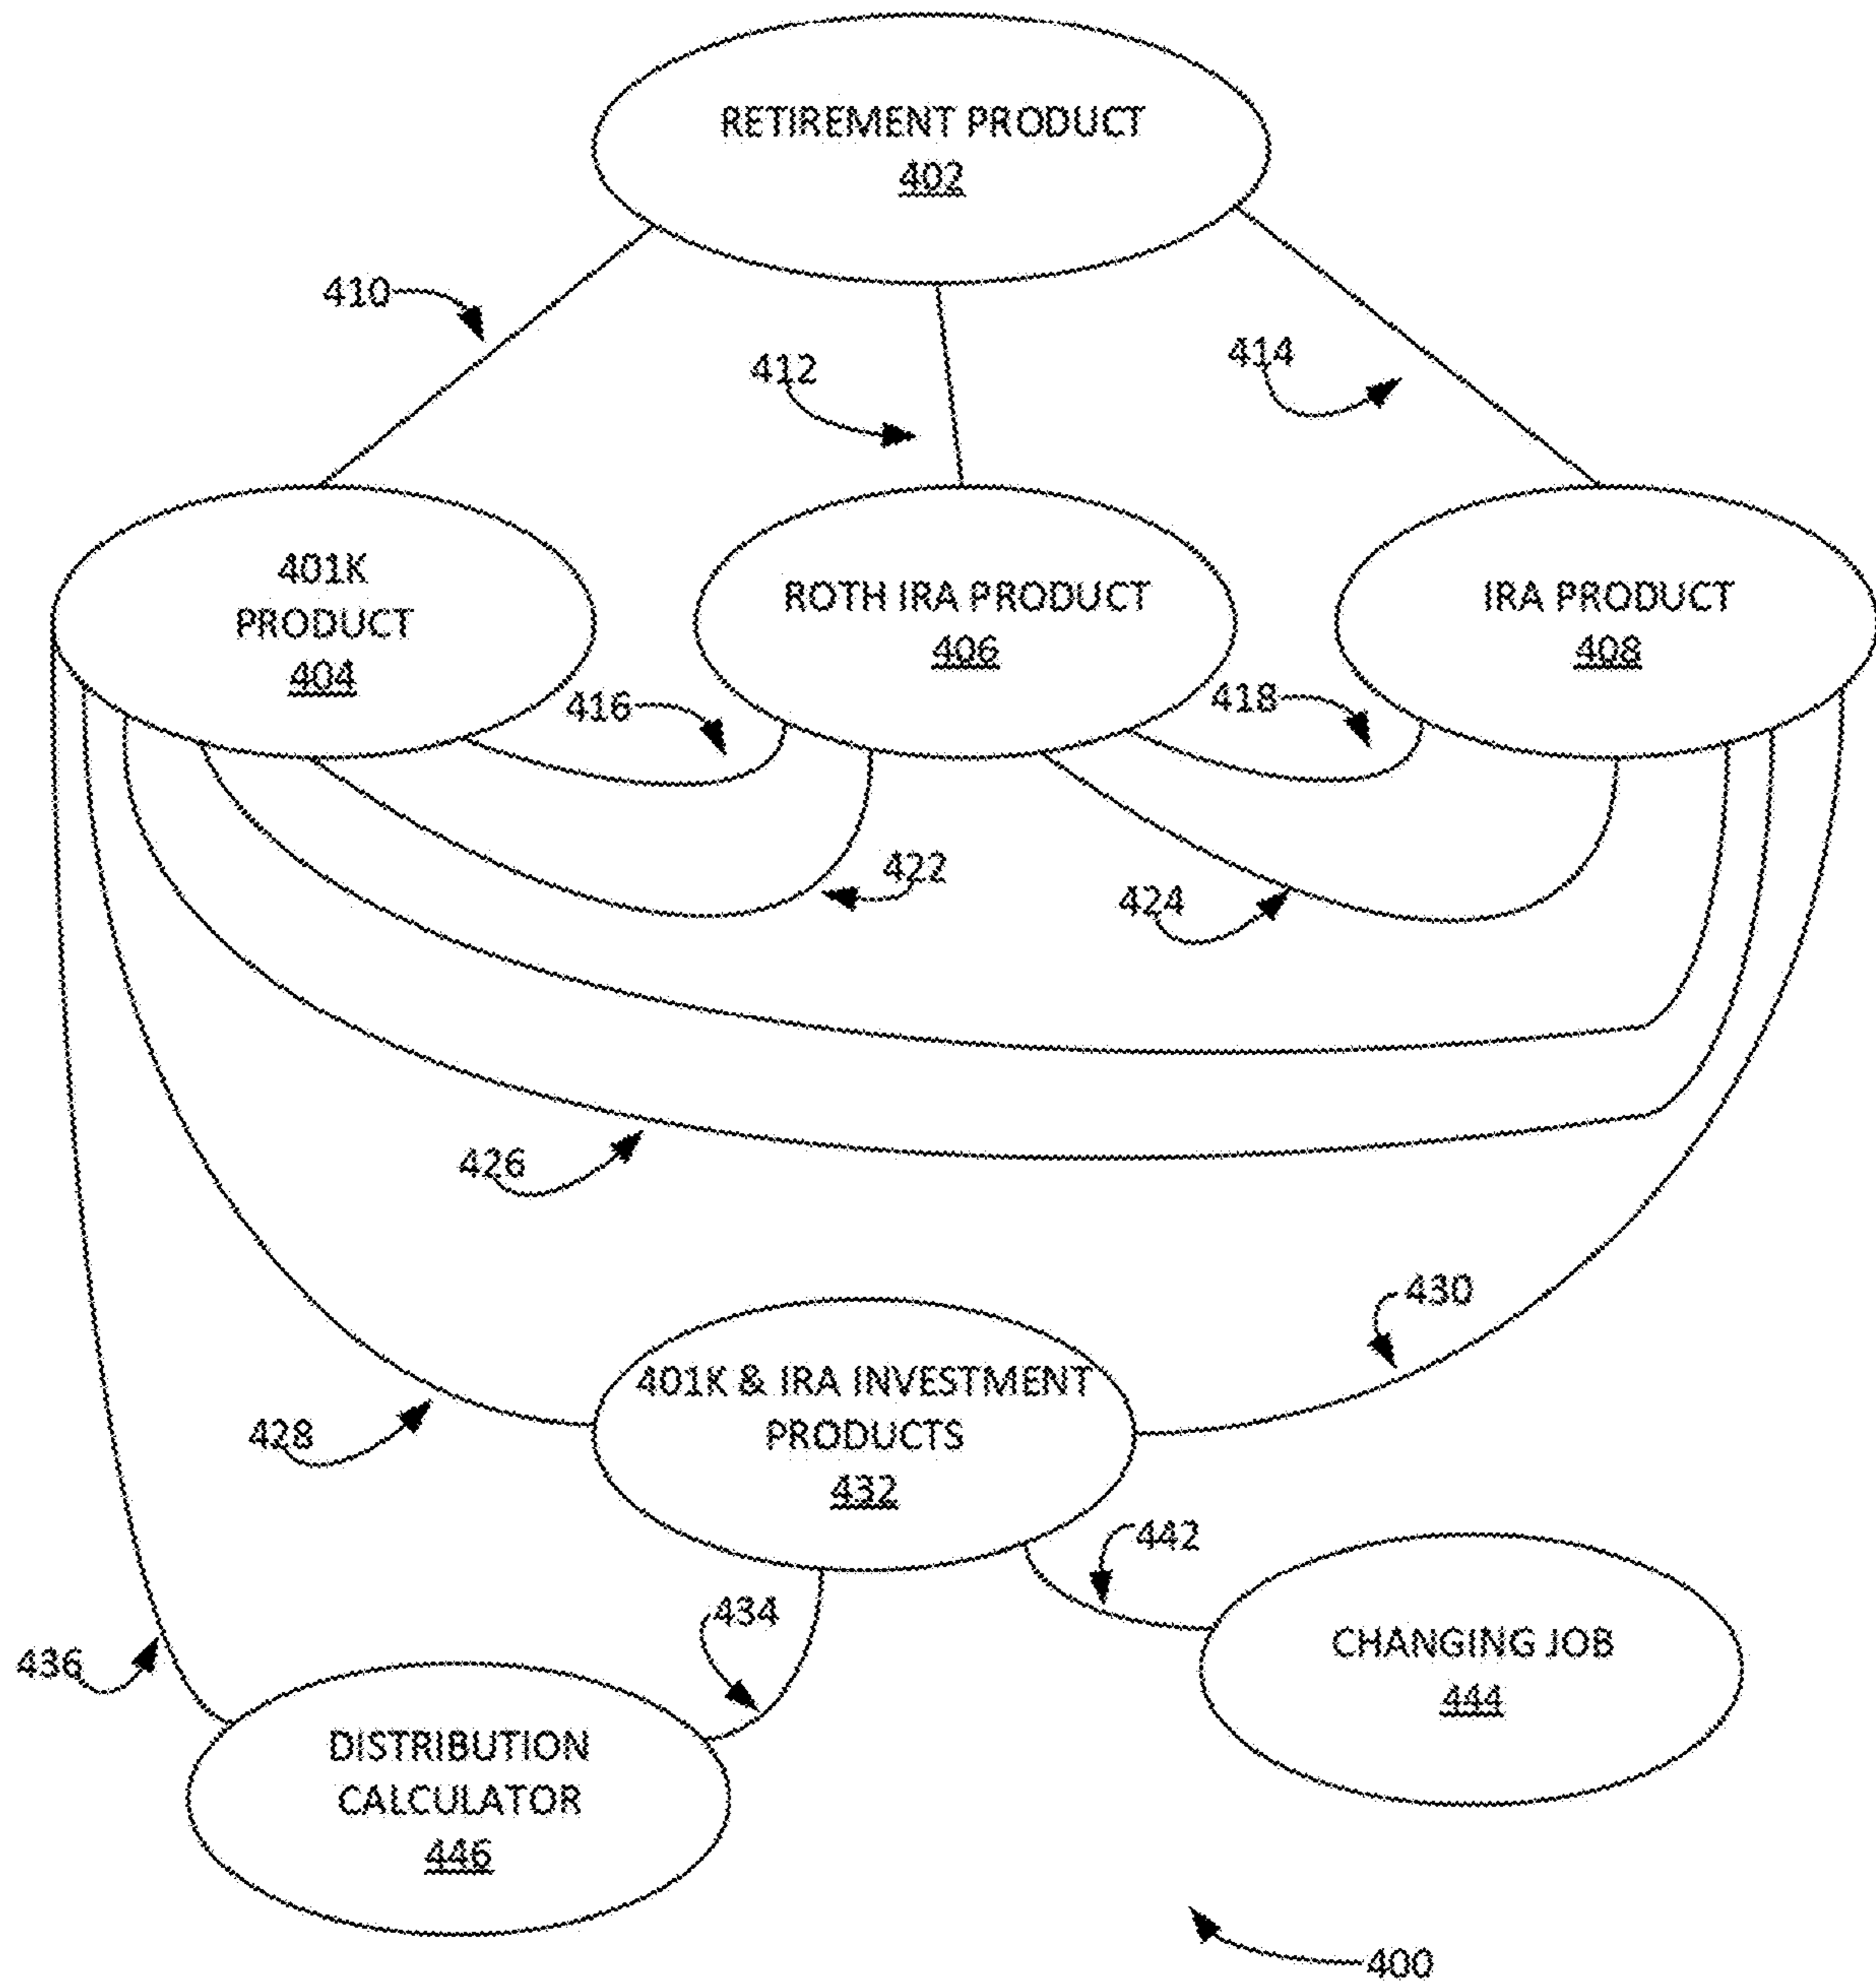 RETIREMENT PRODUCT
402
410
412
414
401K
PRODUCT
404
ROTH IRA PRODUCT
406
IRA PRODUCT
408
416
418
422
424
426
430
401K & IRA INVESTMENT
PRODUCTS
432
428
442
434
436
CHANGING JOB
444
DISTRIBUTION
CALCULATOR
446
400